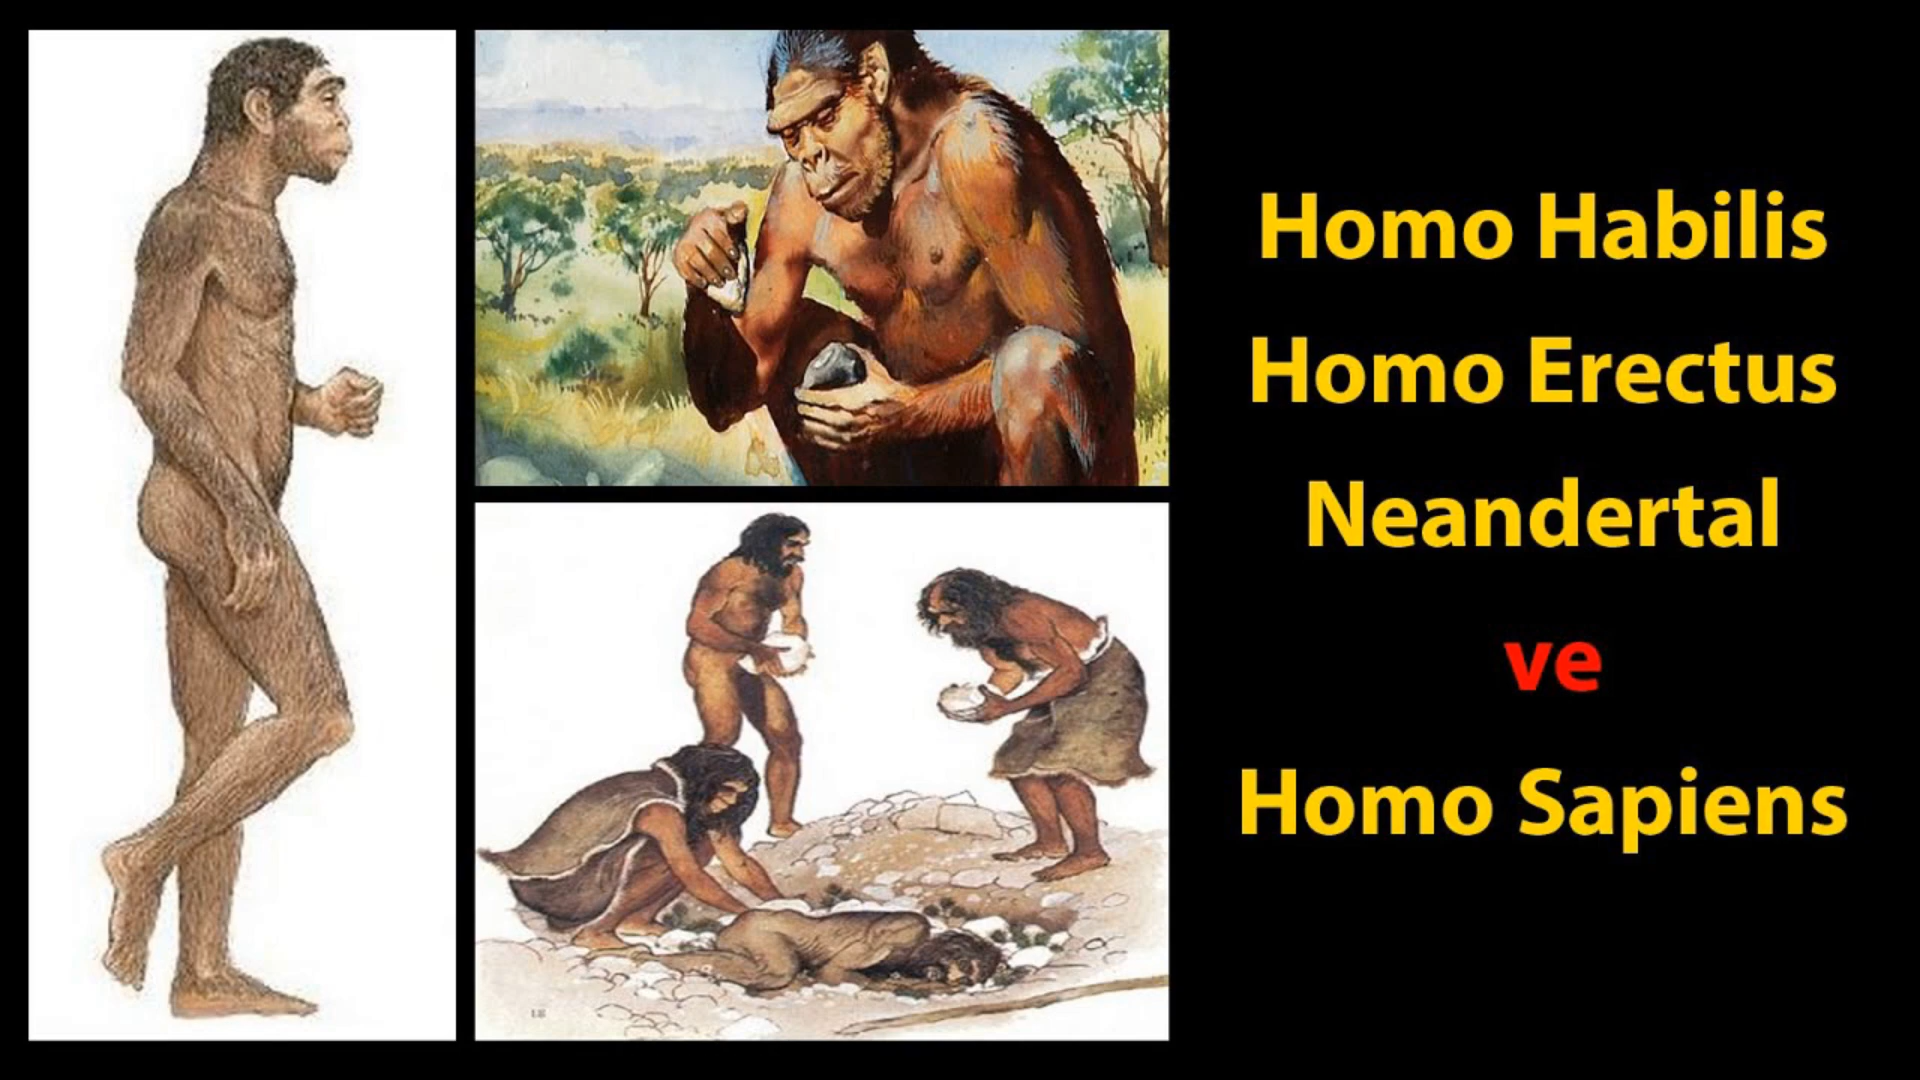 Homo Habilis
Homo Erectus
Neandertal
ve
Homo Sapiens